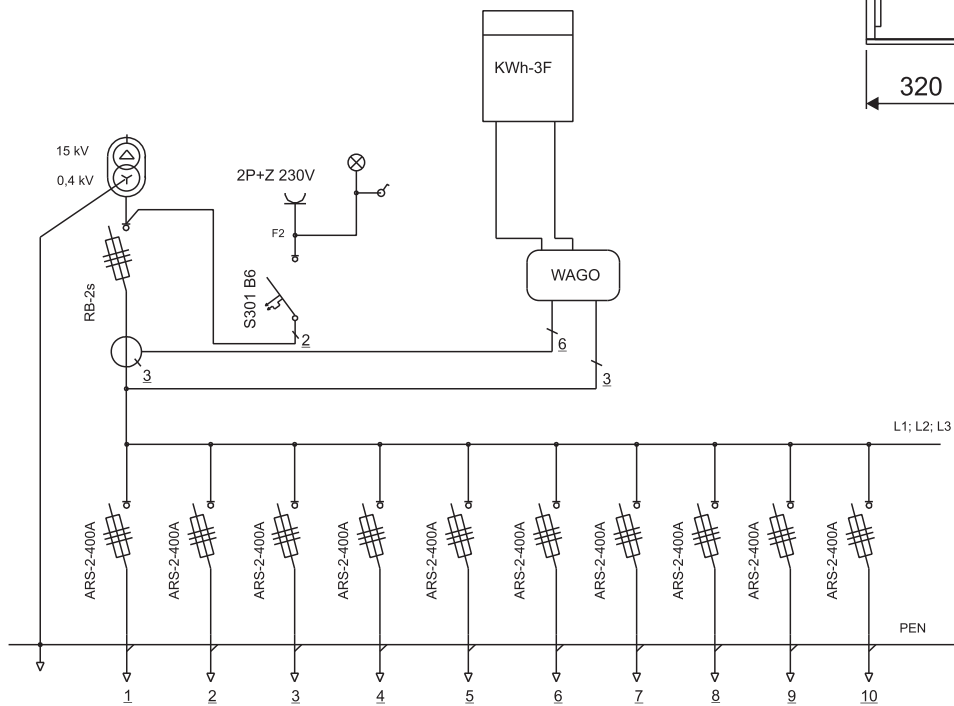 KWh-3F
320
15 kV
0,4 kV
2P+Z 230V
F2
RB-2s
S301 B6
WAGO
2
6
3
3
L1; L2; L3
ARS-2-400A
ARS-2-400A
ARS-2-400A
ARS-2-400A
ARS-2-400A
ARS-2-400A
ARS-2-400A
ARS-2-400A
ARS-2-400A
ARS-2-400A
PEN
1
2
3
4
5
6
7
8
9
10